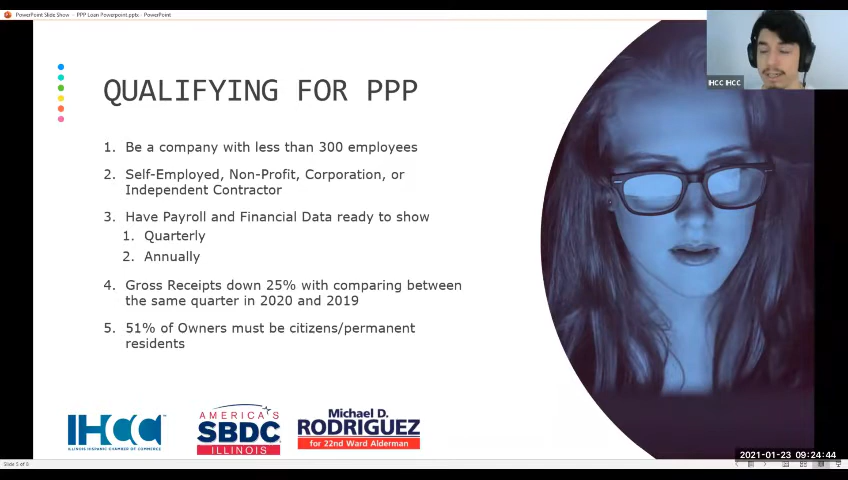 PowerPoint Slide Show - PPP Loan Powerpoint.pptx - PowerPoint
IHCC IHCC
QUALIFYING FOR PPP
1. Be a company with less than 300 employees
2. Self-Employed, Non-Profit, Corporation, or
Independent Contractor
3. Have Payroll and Financial Data ready to show
1. Quarterly
2. Annually
4. Gross Receipts down 25% with comparing between
the same quarter in 2020 and 2019
5. 51% of Owners must be citizens/permanent
residents
IHCC
ILLINOIS HISPANIC CHAMBER OF COMMERCE
AMERICA'S
SBDC
ILLINOIS
Michael D.
RODRIGUEZ
for 22nd Ward Alderman
2021-01-23 09:24:44